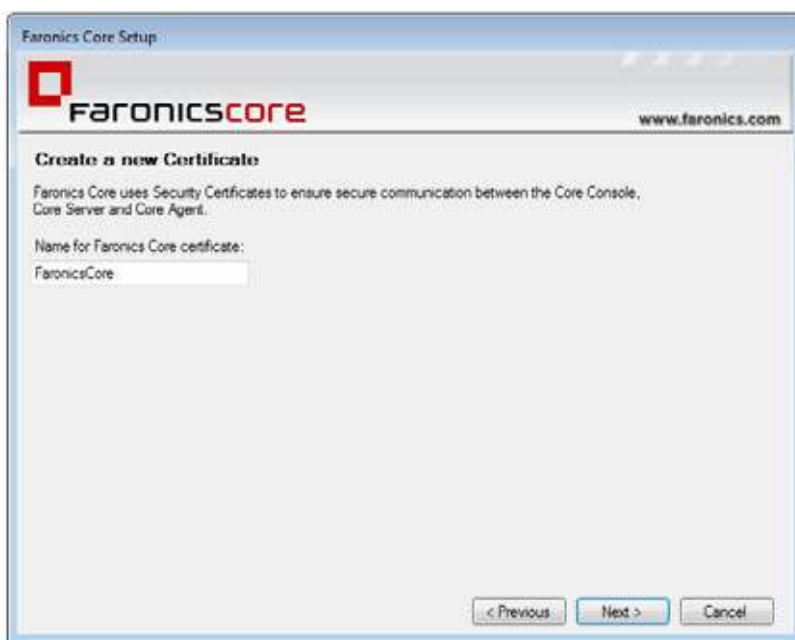 Faronics Core Setup
FaronicsCore
www.faronics.com
Create a new Certificate
Faronics Core uses Security Certificates to ensure secure communication between the Core Console,
Core Server and Core Agent.
Name for Faronics Core certificate:
FaronicsCore
< Previous
Next >
Cancel